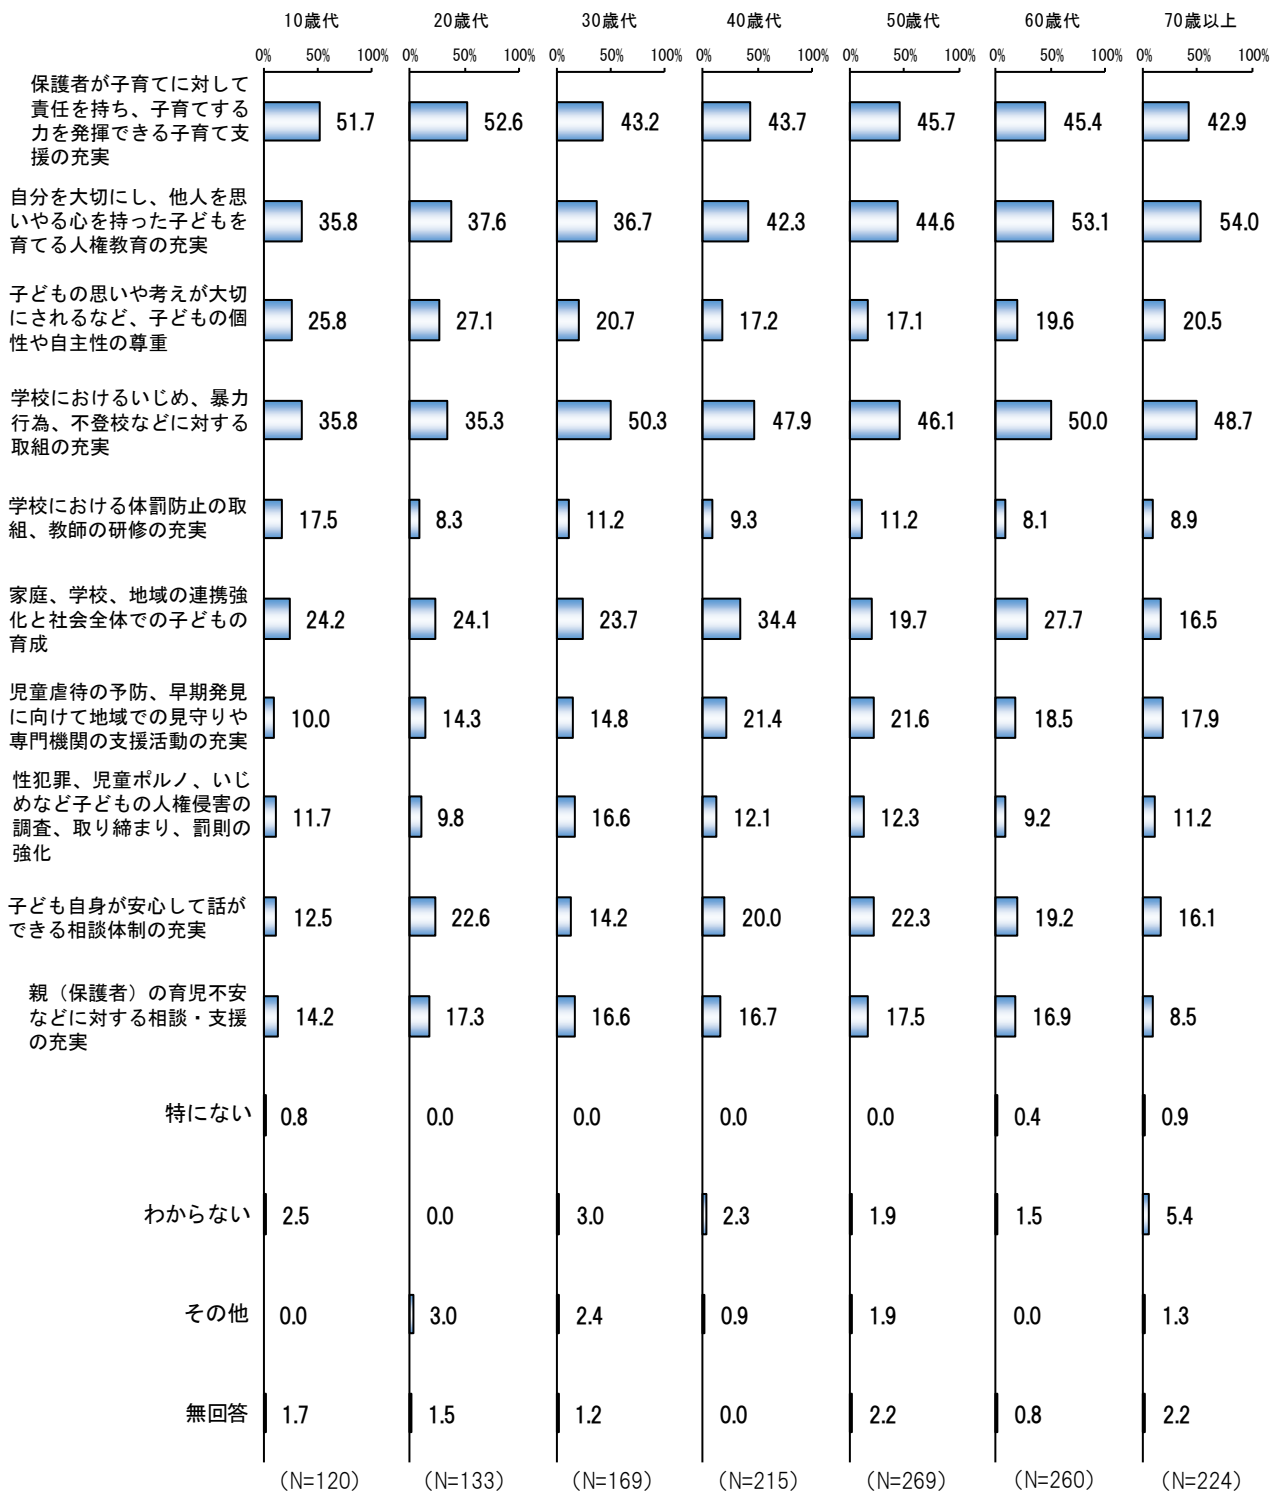 10歳代 20歳代 30歳代 40歳代 50歳代 60歳代 70歳以上
0% 50% 100% 0% 50% 100% 0% 50% 100% 0% 50% 100% 0% 50% 100% 0% 50% 100% 0% 50% 100%
保護者が子育てに対して
責任を持ち、子育てする
力を発揮できる子育て支
援の充実
51.7 52.6 43.2 43.7 45.7 45.4 42.9
自分を大切にし、他人を思
いやる心を持った子どもを
育てる人権教育の充実
35.8 37.6 36.7 42.3 44.6 53.1 54.0
子どもの思いや考えが大切
にされるなど、子どもの個
性や自主性の尊重
25.8 27.1 20.7 17.2 17.1 19.6 20.5
学校におけるいじめ、暴力
行為、不登校などに対する
取組の充実
35.8 35.3 50.3 47.9 46.1 50.0 48.7
学校における体罰防止の取
組、教師の研修の充実
17.5 8.3 11.2 9.3 11.2 8.1 8.9
家庭、学校、地域の連携強
化と社会全体での子どもの
育成
24.2 24.1 23.7 34.4 19.7 27.7 16.5
児童虐待の予防、早期発見
に向けて地域での見守りや
専門機関の支援活動の充実
10.0 14.3 14.8 21.4 21.6 18.5 17.9
性犯罪、児童ポルノ、いじ
めなど子どもの人権侵害の
調査、取り締まり、罰則の
強化
11.7 9.8 16.6 12.1 12.3 9.2 11.2
子ども自身が安心して話が
できる相談体制の充実
12.5 22.6 14.2 20.0 22.3 19.2 16.1
親（保護者）の育児不安
などに対する相談・支援
の充実
14.2 17.3 16.6 16.7 17.5 16.9 8.5
特にない 0.8 0.0 0.0 0.0 0.0 0.4 0.9
わからない 2.5 0.0 3.0 2.3 1.9 1.5 5.4
その他 0.0 3.0 2.4 0.9 1.9 0.0 1.3
無回答 1.7 1.5 1.2 0.0 2.2 0.8 2.2
（N=120） （N=133） （N=169） （N=215） （N=269） （N=260） （N=224）